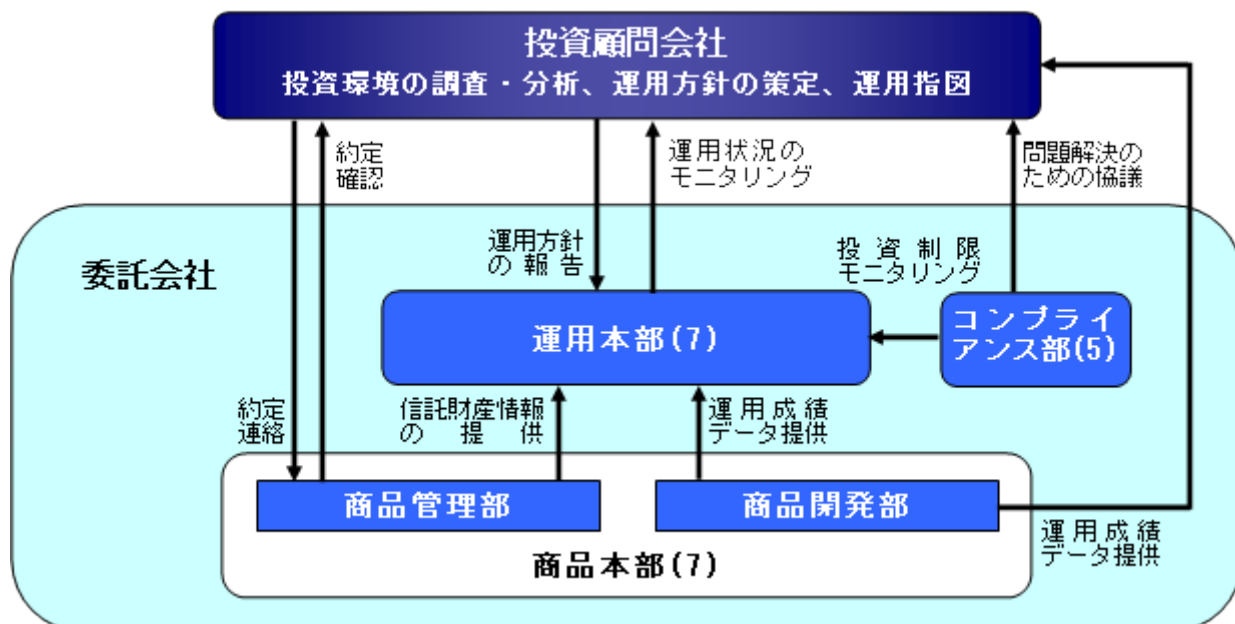 投資顧問会社
投資環境の調査・分析、運用方針の策定、運用指図
約定
確認
運用状況の
モニタリング
問題解決の
ための協議
運用方針
の報告
投資制限
モニタリング
委託会社
運用本部(7)
コンプライ
アンス部(5)
約定
連絡
信託財産情報
の提供
運用成績
データ提供
商品管理部
商品開発部
運用成績
データ提供
商品本部(7)